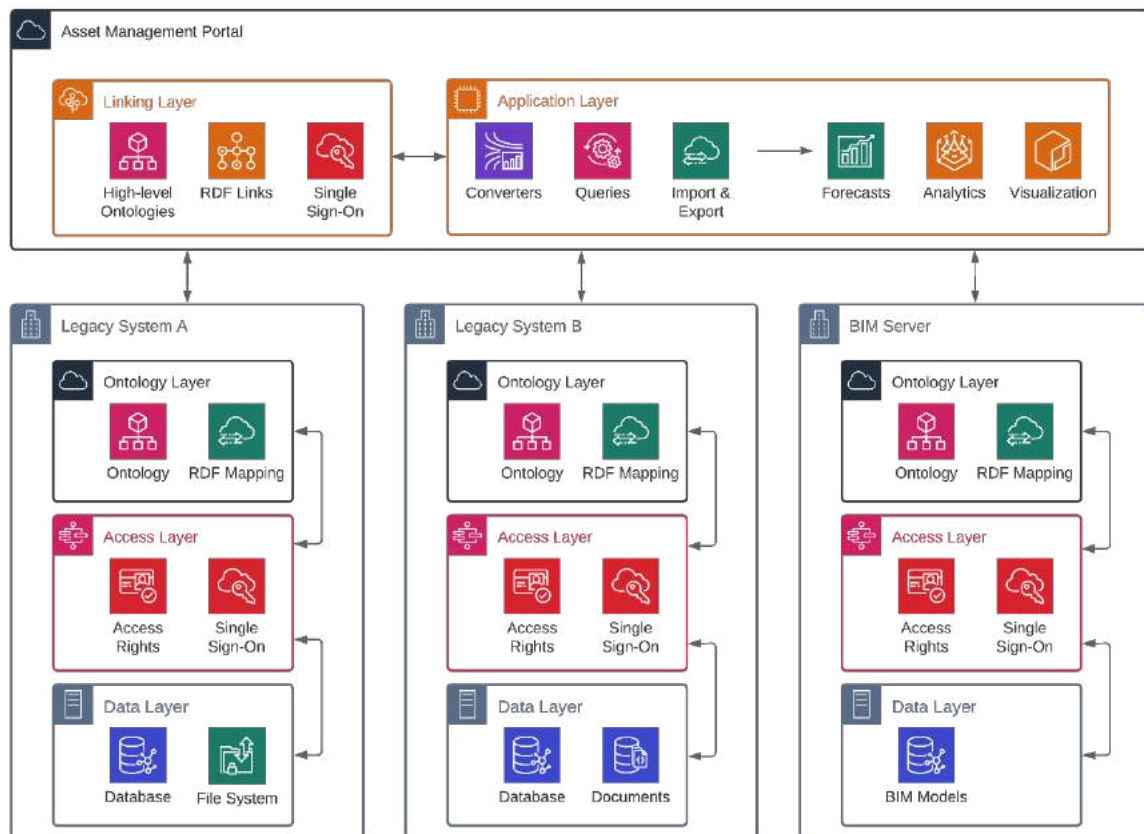 Asset Management Portal
Linking Layer
High-level
Ontologies
RDF Links
Single
Sign-On
Application Layer
Converters
Queries
Import &
Export
Forecasts
Analytics
Visualization
Legacy System A
Ontology Layer
Ontology
RDF Mapping
Access Layer
Access
Rights
Single
Sign-On
Data Layer
Database
File System
Legacy System B
Ontology Layer
Ontology
RDF Mapping
Access Layer
Access
Rights
Single
Sign-On
Data Layer
Database
Documents
BIM Server
Ontology Layer
Ontology
RDF Mapping
Access Layer
Access
Rights
Single
Sign-On
Data Layer
BIM Models